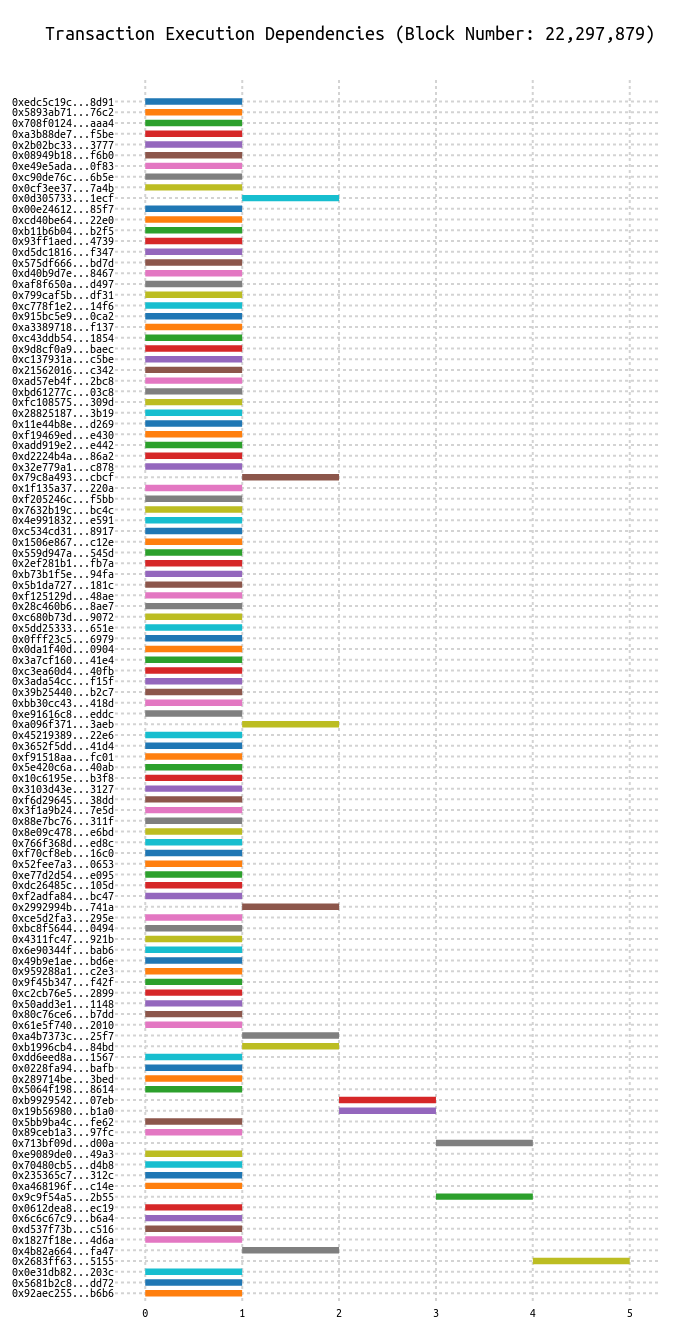 Transaction Execution Dependencies (Block Number: 22,297,879)
0xedc5c19c...8d91
0x5893ab71...76c2
0x708f0124...aaa4
0xa3b88de7...f5be
0x2b02bc33...3777
0x08949b18...f6b0
0xe49e5ada...0f83
0xc90de76c...6b5e
0x0cf3ee37...7a4b
0x0d305733...1ecf
0x00e24612...85f7
0xcd40be64...22e0
0xb11b6b04...b2f5
0x93ff1aed...4739
0xd5dc1816...f347
0x575df666...bd7d
0xd40b9d7e...8467
0xaf8f650a...d497
0x799caf5b...df31
0xc778f1e2...14f6
0x915bc5e9...0ca2
0xa3389718...f137
0xc43ddb54...1854
0x9d8cf0a9...baec
0xc137931a...c5be
0x21562016...c342
0xad57eb4f...2bc8
0xbd61277c...03c8
0xfc108575...309d
0x28825187...3b19
0x11e44b8e...d269
0xf19469ed...e430
0xadd919e2...e442
0xd2224b4a...86a2
0x32e779a1...c878
0x79c8a493...cbcf
0x1f135a37...220a
0xf205246c...f5bb
0x7632b19c...bc4c
0x4e991832...e591
0xc534cd31...8917
0x1506e867...c12e
0x559d947a...545d
0x2ef281b1...fb7a
0xb73b1f5e...94fa
0x5b1da727...181c
0xf125129d...48ae
0x28c460b6...8ae7
0xc680b73d...9072
0x5dd25333...651e
0x0fff23c5...6979
0x0da1f40d...0904
0x3a7cf160...41e4
0xc3ea60d4...40fb
0x3ada54cc...f15f
0x39b25440...b2c7
0xbb30cc43...418d
0xe91616c8...eddc
0xa096f371...3aeb
0x45219389...22e6
0x3652f5dd...41d4
0xf91518aa...fc01
0x5e420c6a...40ab
0x10c6195e...b3f8
0x3103d43e...3127
0xf6d29645...38dd
0x3f1a9b24...7e5d
0x88e7bc76...311f
0x8e09c478...e6bd
0x766f368d...ed8c
0xf70cf8eb...16c0
0x52fee7a3...0653
0xe77d2d54...e095
0xdc26485c...105d
0xf2adfa84...bc47
0x2992994b...741a
0xce5d2fa3...295e
0xbc8f5644...0494
0x4311fc47...921b
0x6e90344f...bab6
0x49b9e1ae...bd6e
0x959288a1...c2e3
0x9f45b347...f42f
0xc2cb76e5...2899
0x50add3e1...1148
0x80c76ce6...b7dd
0x61e5f740...2010
0xa4b7373c...25f7
0xb1996cb4...84bd
0xdd6eed8a...1567
0x0228fa94...bafb
0x289714be...3bed
0x5064f198...8614
0xb9929542...07eb
0x19b56980...b1a0
0x5bb9ba4c...fe62
0x89ceb1a3...97fc
0x713bf09d...d00a
0xe9089de0...49a3
0x70480cb5...d4b8
0x235365c7...312c
0xa468196f...c14e
0x9c9f54a5...2b55
0x0612dea8...ec19
0x6c6c67c9...b6a4
0xd537f73b...c516
0x1827f18e...4d6a
0x4b82a664...fa47
0x2683ff63...5155
0x0e31db82...203c
0x5681b2c8...dd72
0x92aec255...b6b6
0 1 2 3 4 5